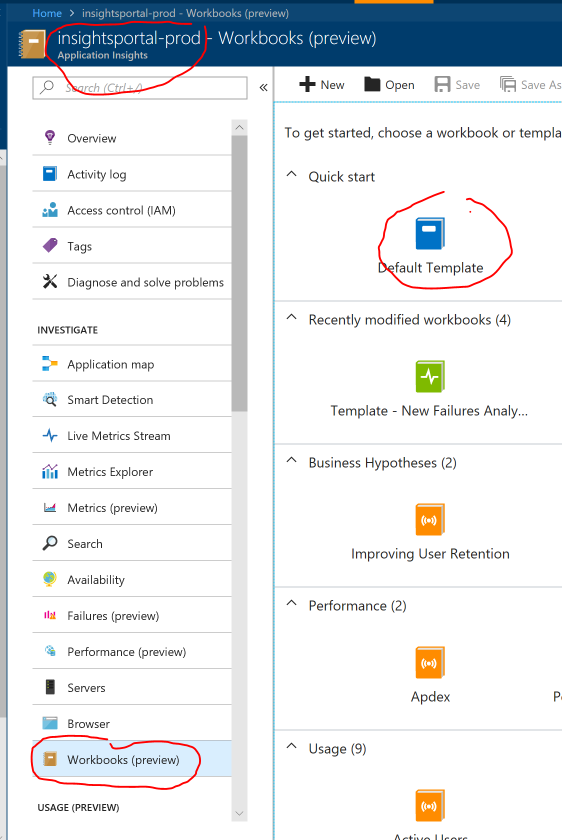 Home > insightsportal-prod - Workbooks (preview)
insightsportal-prod - Workbooks (preview)
Application Insights
Search (Ctrl+/)
«
New
Open
Save
Save As
Overview
Activity log
Access control (IAM)
Tags
Diagnose and solve problems
INVESTIGATE
Application map
Smart Detection
Live Metrics Stream
Metrics Explorer
Metrics (preview)
Search
Availability
Failures (preview)
Performance (preview)
Servers
Browser
Workbooks (preview)
USAGE (PREVIEW)
To get started, choose a workbook or templa
Quick start
Default Template
Recently modified workbooks (4)
Template - New Failures Analy...
Business Hypotheses (2)
Improving User Retention
Performance (2)
Apdex
Usage (9)
Active Users